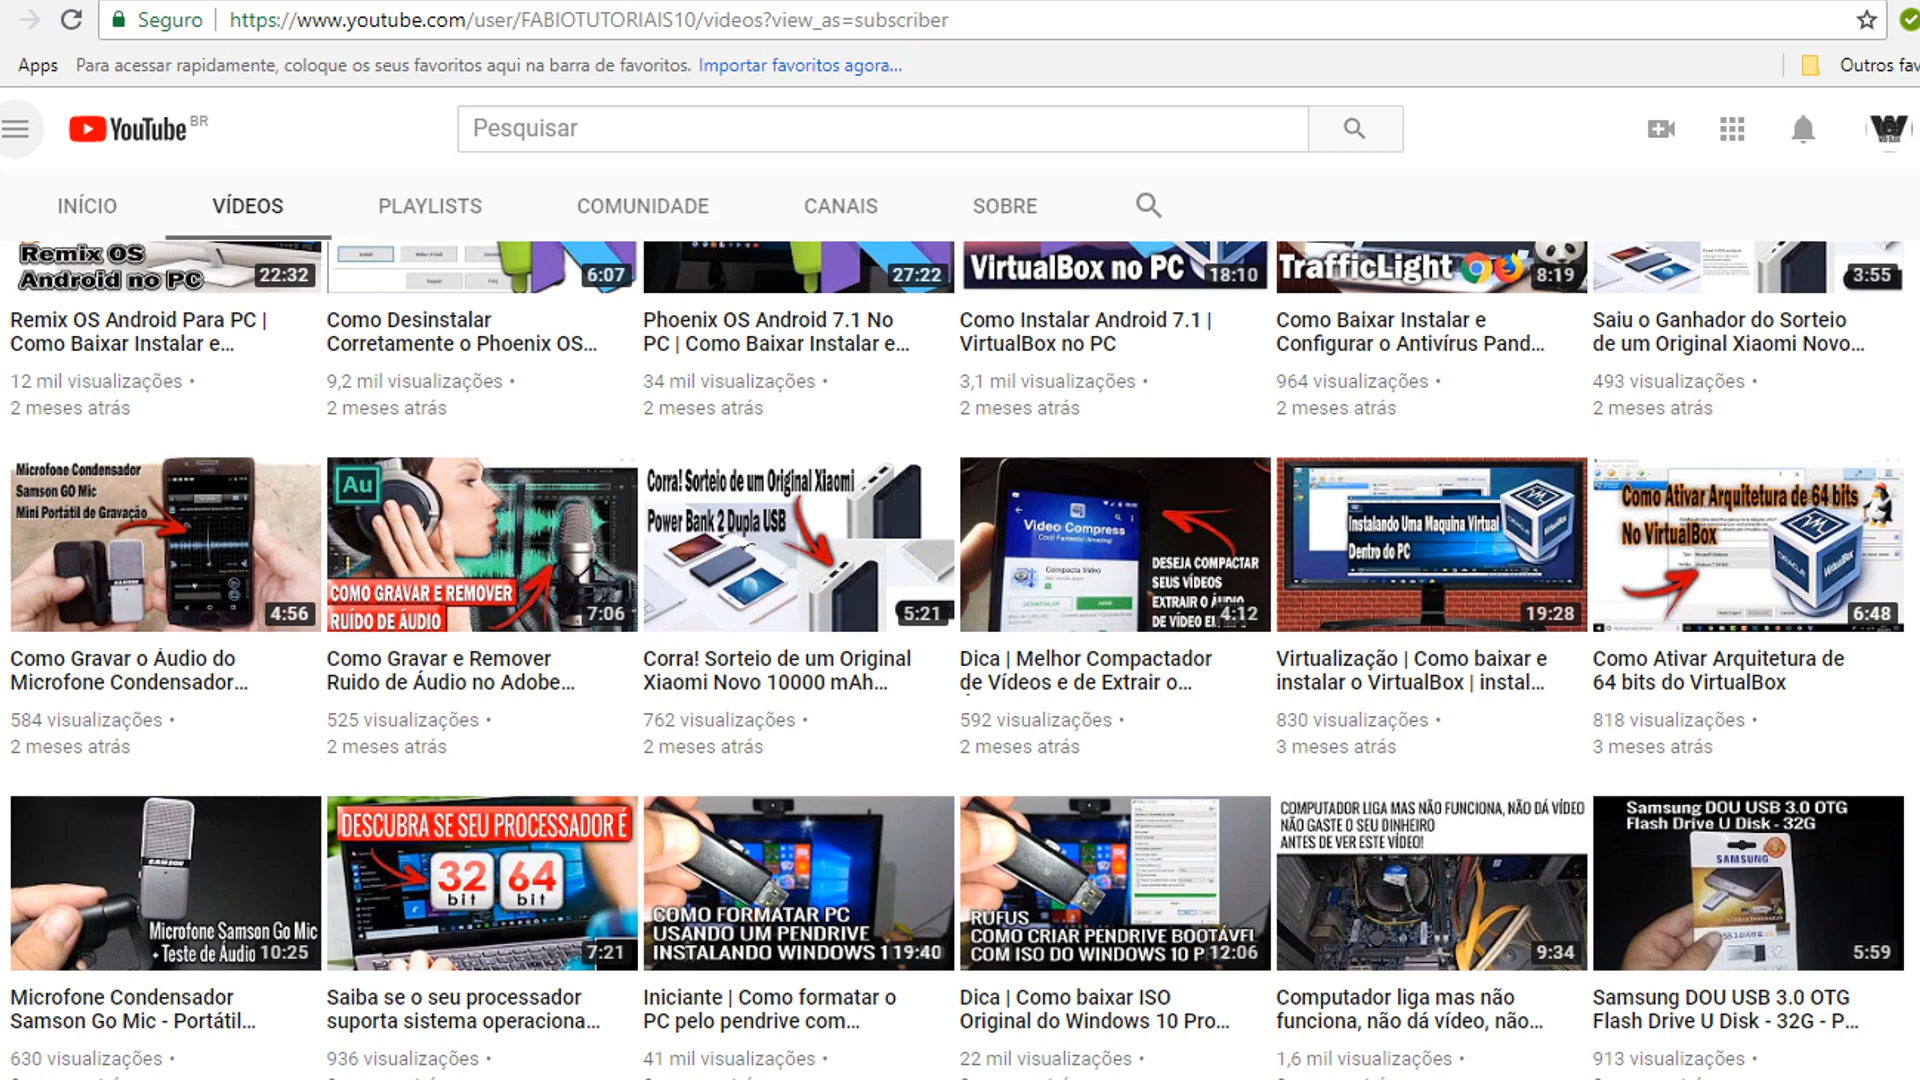 Seguro
https://www.youtube.com/user/FABIOTUTORIAIS10/videos?view_as=subscriber
Apps
Para acessar rapidamente, coloque os seus favoritos aqui na barra de favoritos.
Importar favoritos agora...
Outros fav
YouTube BR
Pesquisar
INÍCIO
VÍDEOS
PLAYLISTS
COMUNIDADE
CANAIS
SOBRE
Remix OS
Android no PC
22:32
6:07
27:22
VirtualBox no PC
18:10
TrafficLight
8:19
3:55
Remix OS Android Para PC |
Como Baixar Instalar e...
12 mil visualizações •
2 meses atrás
Como Desinstalar
Corretamente o Phoenix OS...
9,2 mil visualizações •
2 meses atrás
Phoenix OS Android 7.1 No
PC | Como Baixar Instalar e...
34 mil visualizações •
2 meses atrás
Como Instalar Android 7.1 |
VirtualBox no PC
3,1 mil visualizações •
2 meses atrás
Como Baixar Instalar e
Configurar o Antivírus Pand...
964 visualizações •
2 meses atrás
Saiu o Ganhador do Sorteio
de um Original Xiaomi Novo...
493 visualizações •
2 meses atrás
Microfone Condensador
Samson GO Mic
Mini Portátil de Gravação
4:56
Au
COMO GRAVAR E REMOVER
RUÍDO DE ÁUDIO
7:06
Corra! Sorteio de um Original Xiaomi
Power Bank 2 Dupla USB
5:21
Video Compress
Cool! Fantastic! Amazing!
Compacta Vídeo
DESINSTALAR
ABRIR
DESEJA COMPACTAR
SEUS VÍDEOS
EXTRAIR O ÁUDIO
DE VÍDEO
4:12
Instalando Uma Maquina Virtual
Dentro do PC
19:28
Como Ativar Arquitetura de 64 bits
No VirtualBox
ORACLE
VirtualBox
6:48
Como Gravar o Áudio do
Microfone Condensador...
584 visualizações •
2 meses atrás
Como Gravar e Remover
Ruido de Áudio no Adobe...
525 visualizações •
2 meses atrás
Corra! Sorteio de um Original
Xiaomi Novo 10000 mAh...
762 visualizações •
2 meses atrás
Dica | Melhor Compactador
de Vídeos e de Extrair o...
592 visualizações •
2 meses atrás
Virtualização | Como baixar e
instalar o VirtualBox | instal...
830 visualizações •
3 meses atrás
Como Ativar Arquitetura de
64 bits do VirtualBox
818 visualizações •
3 meses atrás
SAMSON
Microfone Samson Go Mic
+ Teste de Áudio
10:25
DESCUBRA SE SEU PROCESSADOR É
32 bit
64 bit
7:21
COMO FORMATAR PC
USANDO UM PENDRIVE
INSTALANDO WINDOWS 1
19:40
RUFUS
COMO CRIAR PENDRIVE BOOTÁVEL
COM ISO DO WINDOWS 10 P
12:06
COMPUTADOR LIGA MAS NÃO FUNCIONA, NÃO DÁ VÍDEO
NÃO GASTE O SEU DINHEIRO
ANTES DE VER ESTE VÍDEO!
9:34
Samsung DOU USB 3.0 OTG
Flash Drive U Disk - 32G
SAMSUNG
5:59
Microfone Condensador
Samson Go Mic - Portátil...
630 visualizações •
Saiba se o seu processador
suporta sistema operaciona...
936 visualizações •
Iniciante | Como formatar o
PC pelo pendrive com...
41 mil visualizações •
Dica | Como baixar ISO
Original do Windows 10 Pro...
22 mil visualizações •
Computador liga mas não
funciona, não dá vídeo, não...
1,6 mil visualizações •
Samsung DOU USB 3.0 OTG
Flash Drive U Disk - 32G - P...
913 visualizações •